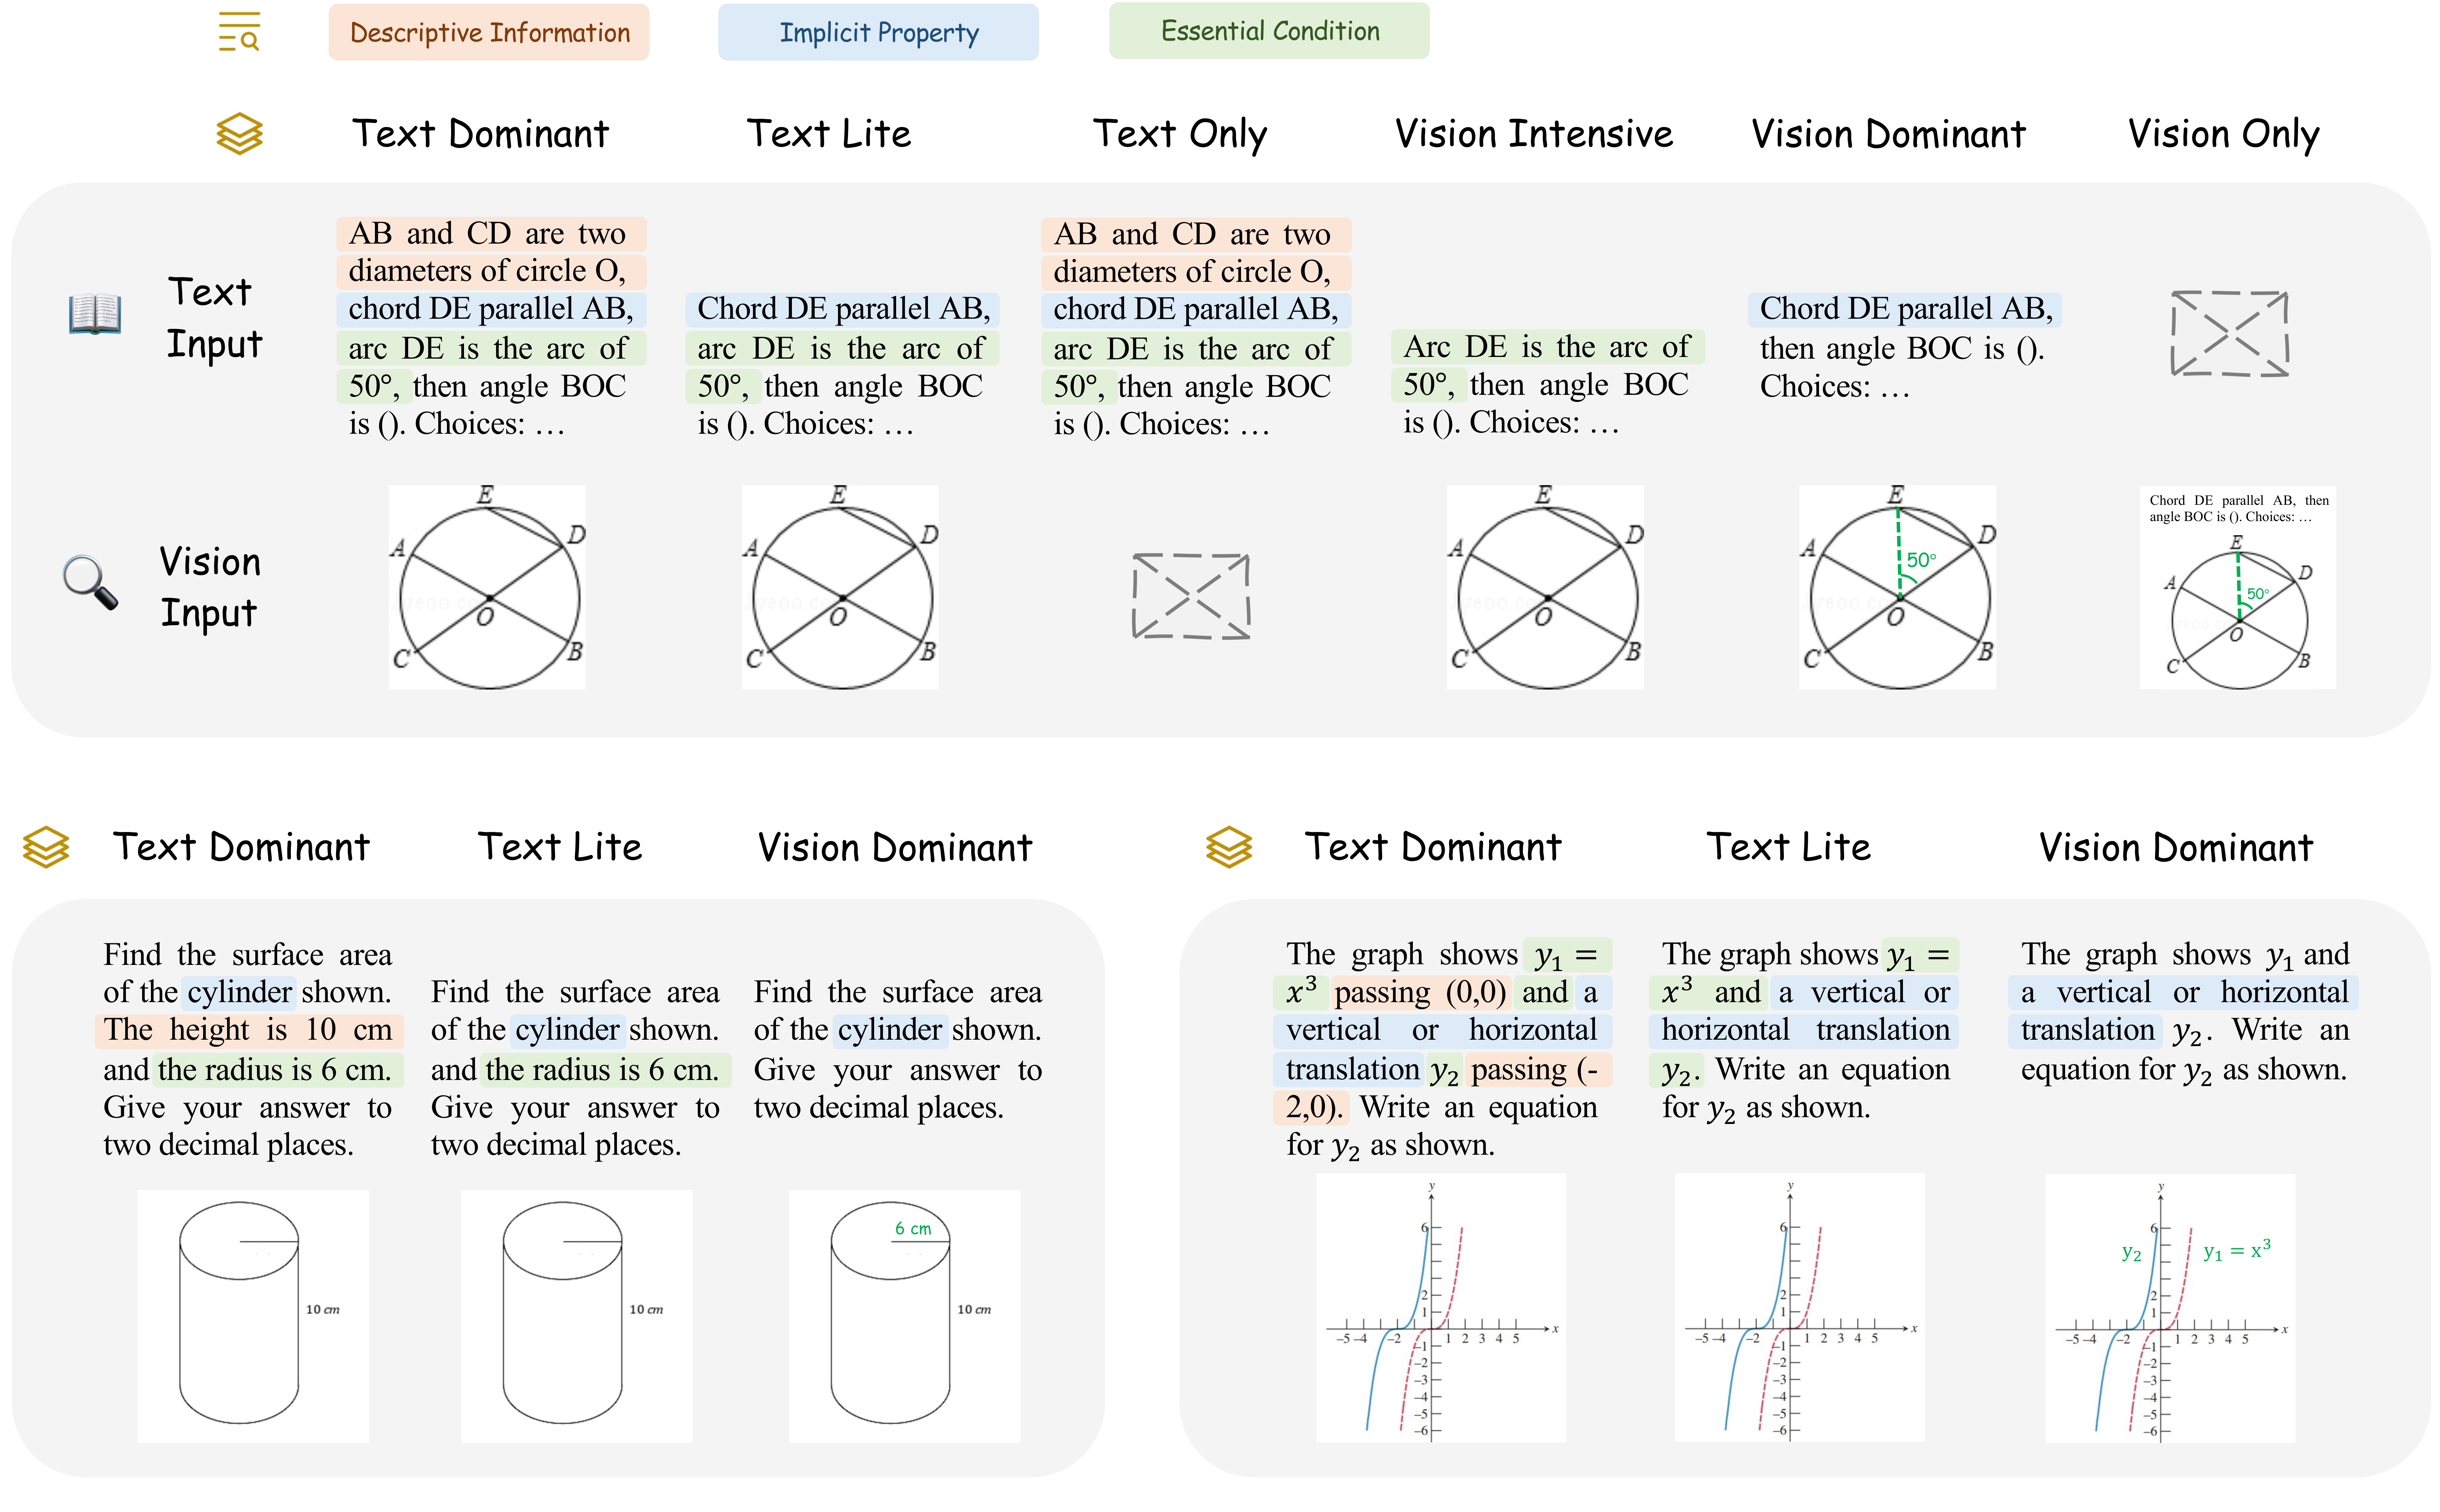 Descriptive Information
Implicit Property
Essential Condition
Text Dominant
Text Lite
Text Only
Vision Intensive
Vision Dominant
Vision Only
Text
Input
AB and CD are two
diameters of circle O,
chord DE parallel AB,
arc DE is the arc of
50°, then angle BOC
is (). Choices: …
Chord DE parallel AB,
arc DE is the arc of
50°, then angle BOC
is (). Choices: …
AB and CD are two
diameters of circle O,
chord DE parallel AB,
arc DE is the arc of
50°, then angle BOC
is (). Choices: …
Arc DE is the arc of
50°, then angle BOC
is (). Choices: …
Chord DE parallel AB,
then angle BOC is ().
Choices: …
Vision
Input
E
D
A
O
C
B
E
D
A
O
C
B
E
D
A
O
C
B
E
D
A
50°
O
C
B
Chord DE parallel AB, then
angle BOC is (). Choices: …
E
D
A
50°
O
C
B
Text Dominant
Text Lite
Vision Dominant
Find the surface area
of the cylinder shown.
The height is 10 cm
and the radius is 6 cm.
Give your answer to
two decimal places.
Find the surface area
of the cylinder shown.
and the radius is 6 cm.
Give your answer to
two decimal places.
Find the surface area
of the cylinder shown.
Give your answer to
two decimal places.
10 cm
10 cm
6 cm
10 cm
Text Dominant
Text Lite
Vision Dominant
The graph shows y₁ =
x³ passing (0,0) and a
vertical or horizontal
translation y₂ passing (-
2,0). Write an equation
for y₂ as shown.
The graph shows y₁ =
x³ and a vertical or
horizontal translation
y₂. Write an equation
for y₂ as shown.
The graph shows y₁ and
a vertical or horizontal
translation y₂. Write an
equation for y₂ as shown.
y
6
2
1
x
–5 –4 –2 1 2 3 4 5
–1
–2
–3
–4
–5
–6
y
6
2
1
x
–5 –4 –2 1 2 3 4 5
–1
–2
–3
–4
–5
–6
y
6
y₂ y₁ = x³
2
1
x
–5 –4 –2 1 2 3 4 5
–1
–2
–3
–4
–5
–6